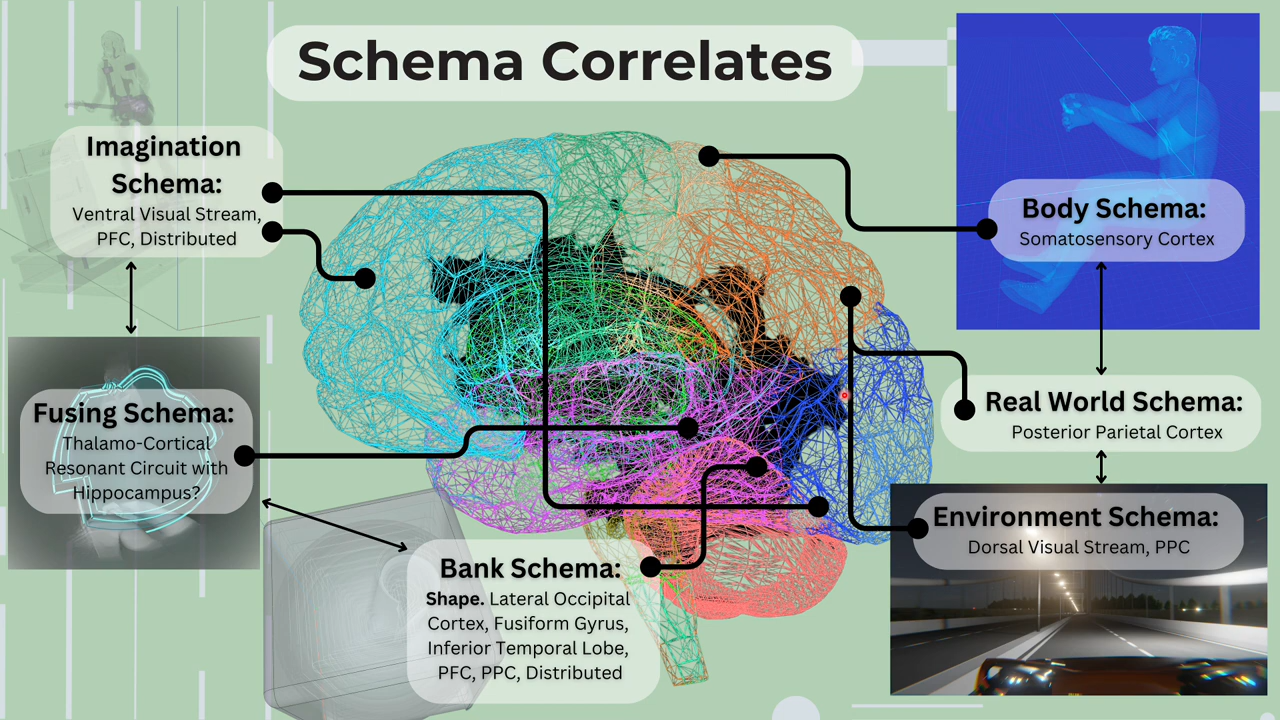 Schema Correlates
Imagination
Schema:
Ventral Visual Stream,
PFC, Distributed
Fusing Schema:
Thalamo-Cortical
Resonant Circuit with
Hippocampus?
Bank Schema:
Shape. Lateral Occipital
Cortex, Fusiform Gyrus,
Inferior Temporal Lobe,
PFC, PPC, Distributed
Body Schema:
Somatosensory Cortex
Real World Schema:
Posterior Parietal Cortex
Environment Schema:
Dorsal Visual Stream, PPC